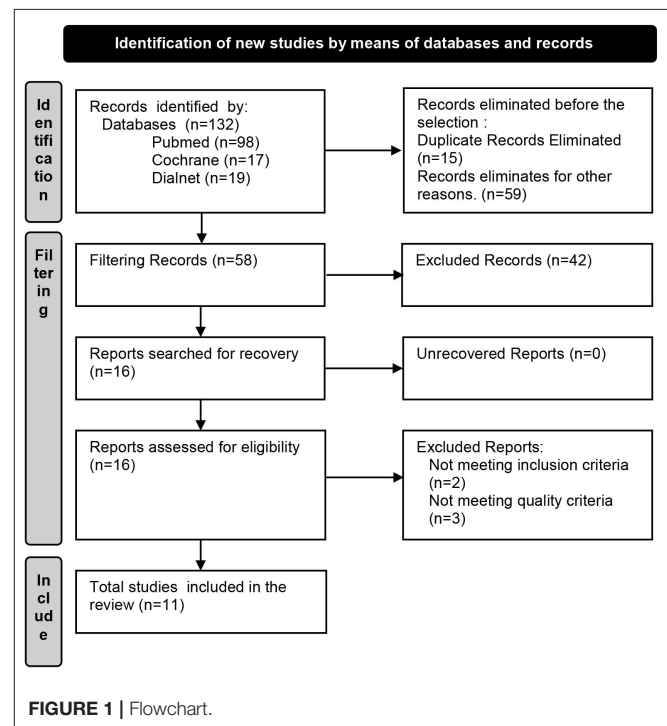 Identification of new studies by means of databases and records
Id
en
tifi
ca
tio
n
Records identified by:
Databases (n=132)
Pubmed (n=98)
Cochrane (n=17)
Dialnet (n=19)
Records eliminated before the
selection :
Duplicate Records Eliminated
(n=15)
Records eliminates for other
reasons. (n=59)
Fil
ter
in
g
Filtering Records (n=58)
Excluded Records (n=42)
Reports searched for recovery
(n=16)
Unrecovered Reports (n=0)
Reports assessed for eligibility
(n=16)
Excluded Reports:
Not meeting inclusion criteria
(n=2)
Not meeting quality criteria
(n=3)
In
cl
ud
e
Total studies included in the
review (n=11)
FIGURE 1 | Flowchart.